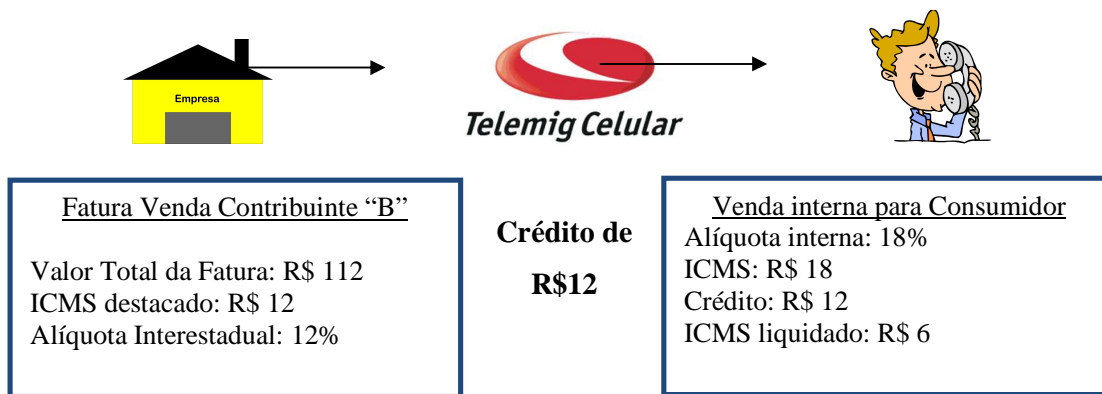 Empresa
Telemig Celular
Fatura Venda Contribuinte “B”
Valor Total da Fatura: R$ 112
ICMS destacado: R$ 12
Alíquota Interestadual: 12%
Crédito de
R$12
Venda interna para Consumidor
Alíquota interna: 18%
ICMS: R$ 18
Crédito: R$ 12
ICMS liquidado: R$ 6